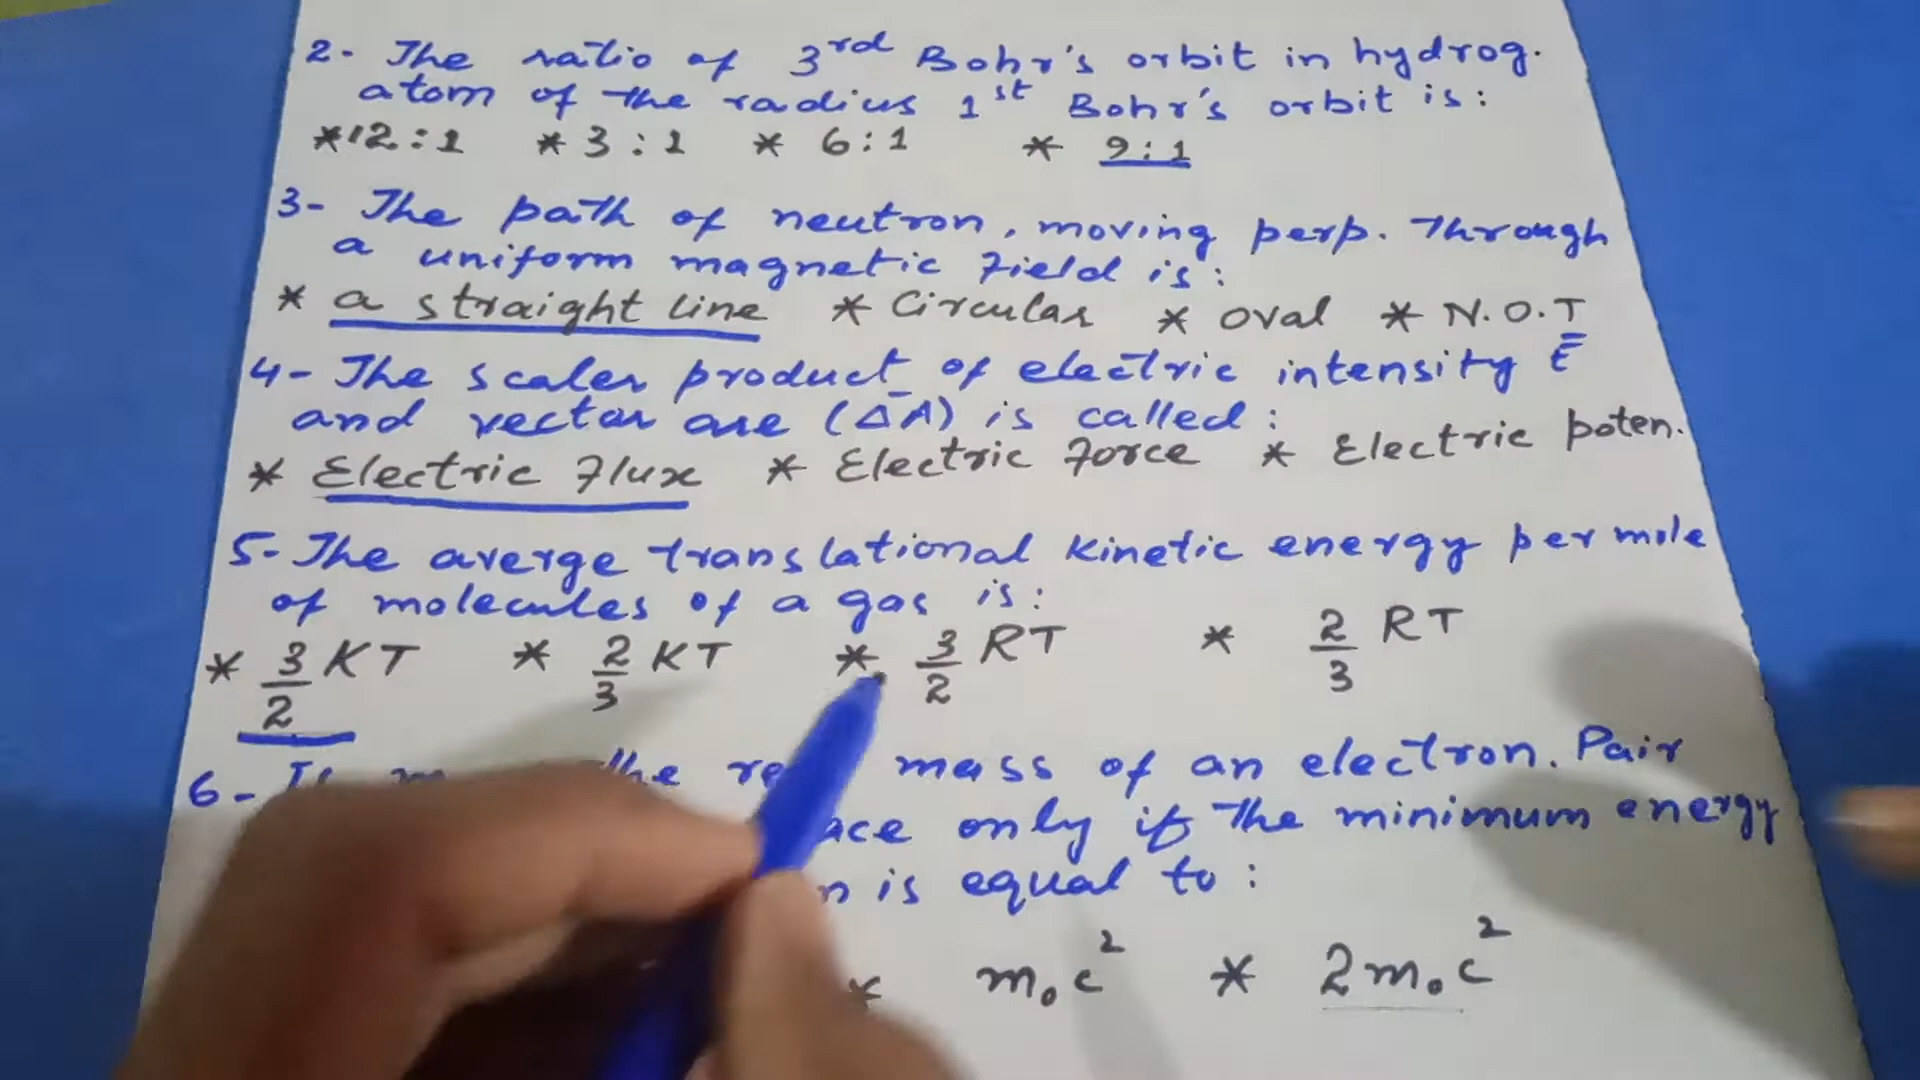 2- The ratio of 3rd Bohr's orbit in hydrog.
atom of the radius 1st Bohr's orbit is:
*12:1 * 3:1 * 6:1 * 9:1
3- The path of neutron, moving perp. Through
a uniform magnetic field is:
* a straight line * Circular * oval * N.O.T
4- The scaler product of electric intensity E̅
and vector are (ΔA̅) is called:
* Electric Flux * Electric Force * Electric poten.
5- The averge translational kinetic energy per mole
of molecules of a gas is:
* 3/2 KT * 2/3 KT * 3/2 RT * 2/3 RT
6- the mass of an electron. Pair
only if the minimum energy
is equal to:
* m₀c² * 2m₀c²